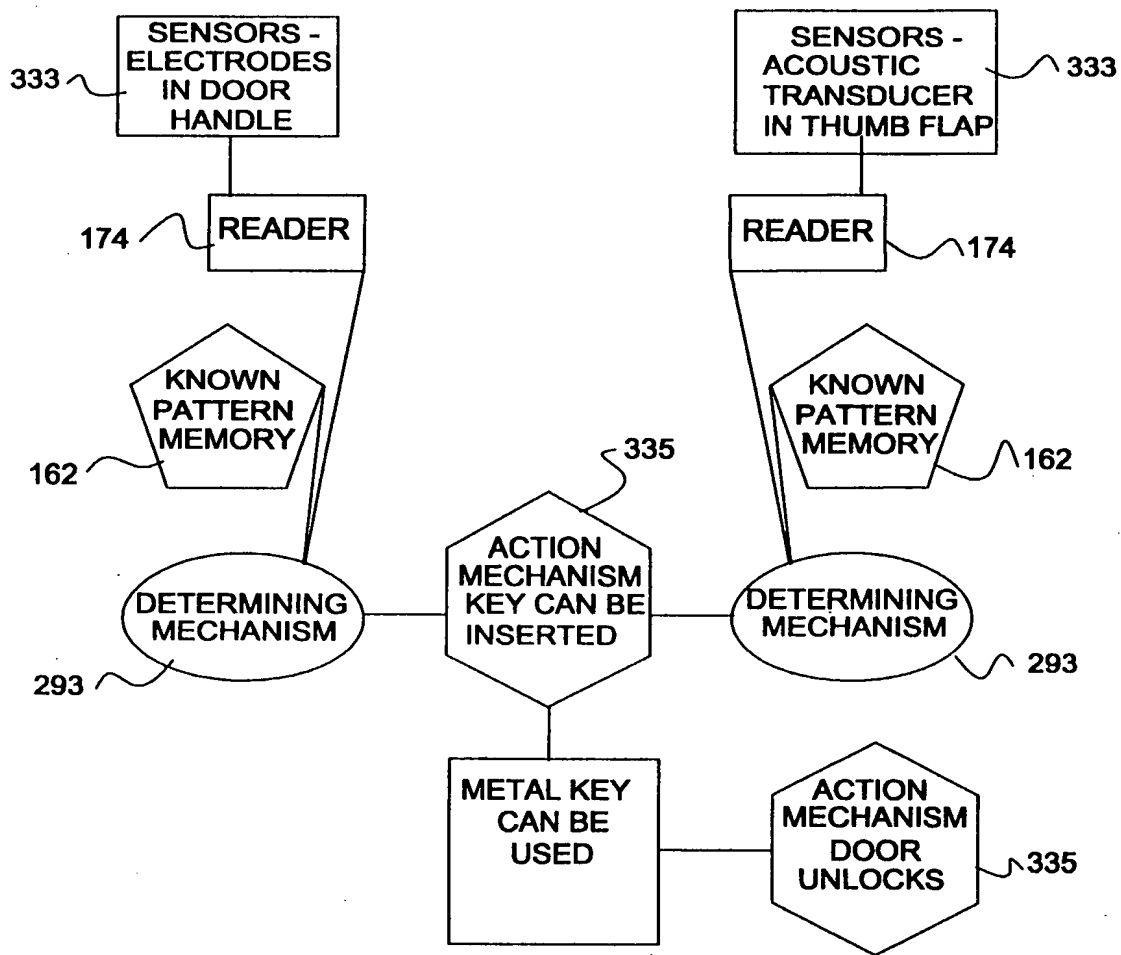 SENSORS -
ELECTRODES
IN DOOR
HANDLE
333
SENSORS -
ACOUSTIC
TRANSDUCER
IN THUMB FLAP
333
READER
174
READER
174
KNOWN
PATTERN
MEMORY
162
KNOWN
PATTERN
MEMORY
162
335
ACTION
MECHANISM
KEY CAN BE
INSERTED
DETERMINING
MECHANISM
293
DETERMINING
MECHANISM
293
METAL KEY
CAN BE
USED
ACTION
MECHANISM
DOOR
UNLOCKS
335